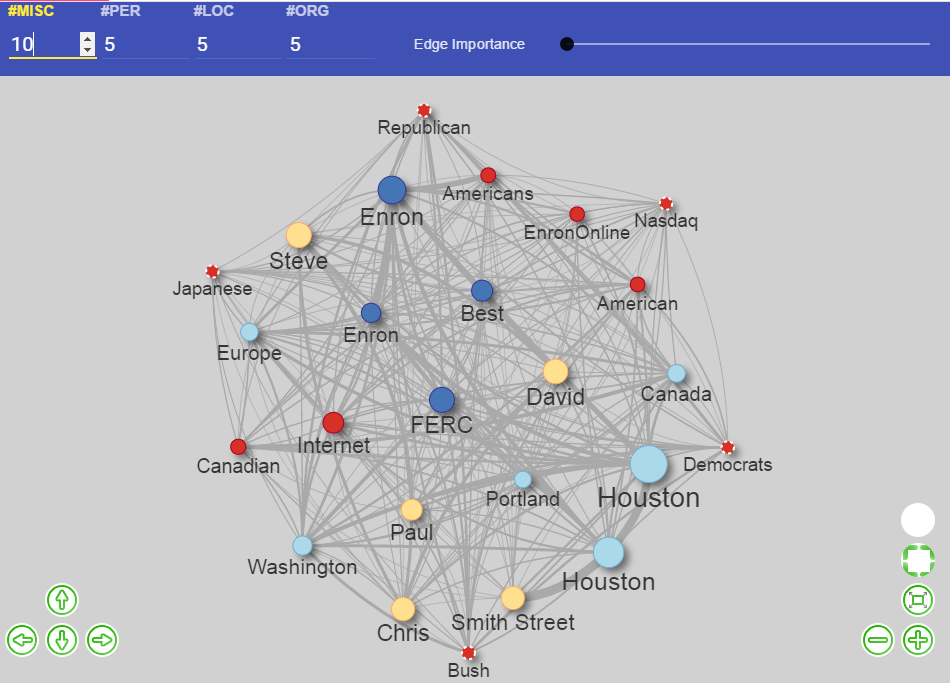 #MISC #PER #LOC #ORG
10 5 5 5 Edge Importance
Republican
Americans
Enron
Nasdaq
EnronOnline
Steve
Japanese
American
Best
Enron
Europe
Canada
David
FERC
Internet
Canadian
Democrats
Houston
Portland
Paul
Washington
Houston
Smith Street
Chris
Bush